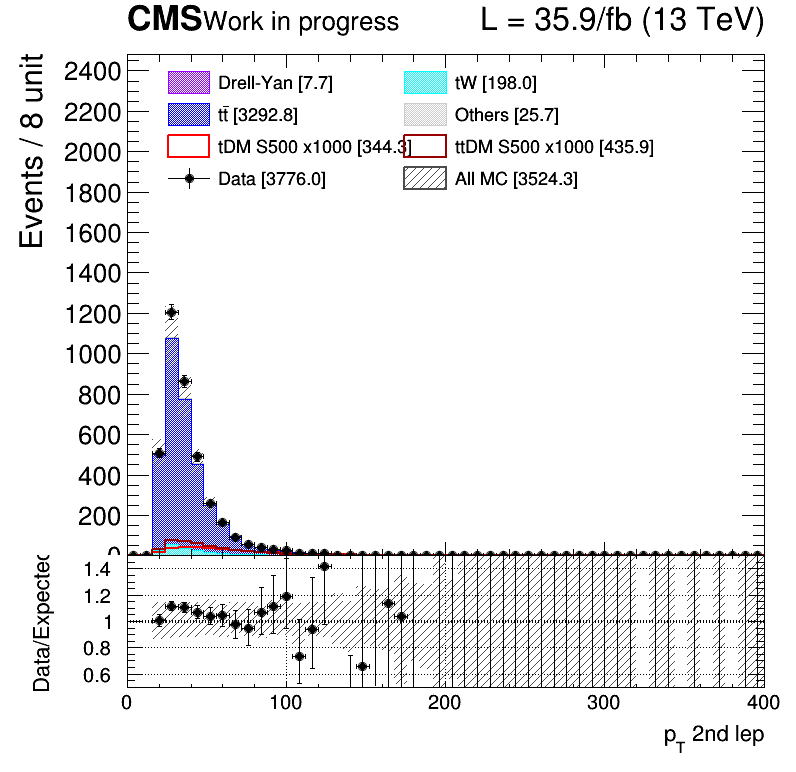 CMS Work in progress L = 35.9/fb (13 TeV)
Events / 8 unit
2400
2200
2000
1800
1600
1400
1200
1000
800
600
400
200
0
Drell-Yan [7.7] tW [198.0]
tt̄ [3292.8] Others [25.7]
tDM S500 x1000 [344.3] ttDM S500 x1000 [435.9]
Data [3776.0] All MC [3524.3]
Data/Expected
1.4
1.2
1
0.8
0.6
0 100 200 300 400
p_T 2nd lep